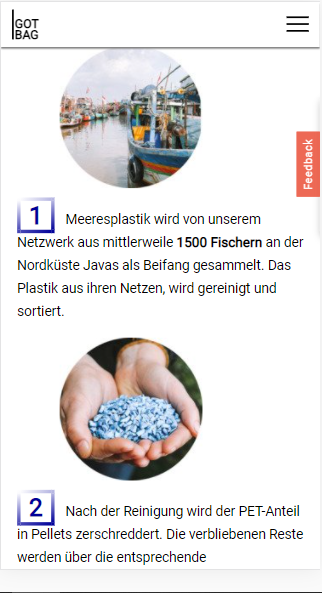 GOT
BAG
Feedback
1 Meeresplastik wird von unserem
Netzwerk aus mittlerweile 1500 Fischern an der
Nordküste Javas als Beifang gesammelt. Das
Plastik aus ihren Netzen, wird gereinigt und
sortiert.
2 Nach der Reinigung wird der PET-Anteil
in Pellets zerschreddert. Die verbliebenen Reste
werden über die entsprechende